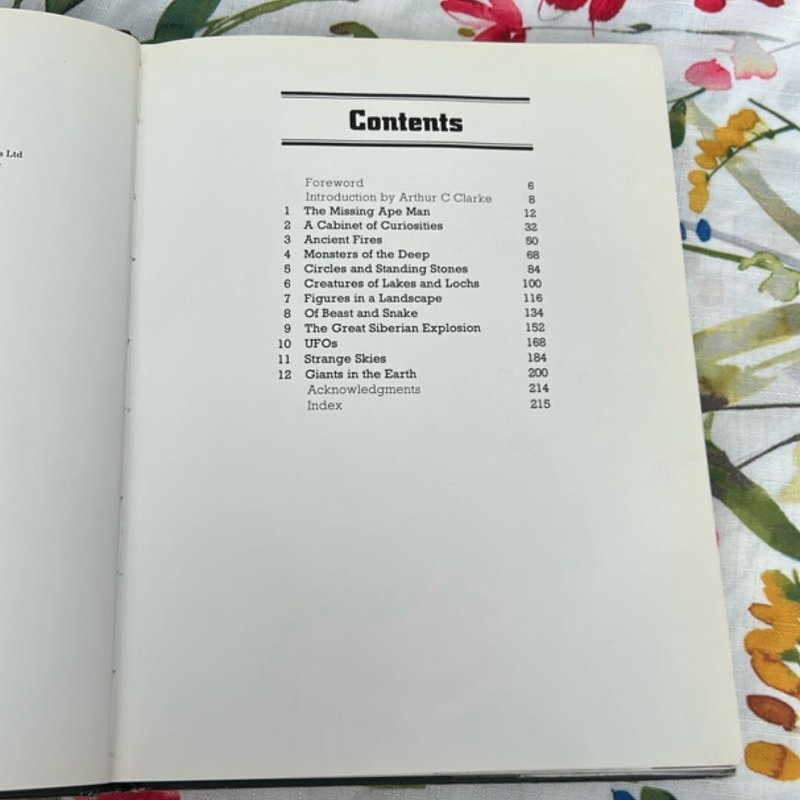 s Ltd
Contents
Foreword 6
Introduction by Arthur C Clarke 8
1 The Missing Ape Man 12
2 A Cabinet of Curiosities 32
3 Ancient Fires 50
4 Monsters of the Deep 68
5 Circles and Standing Stones 84
6 Creatures of Lakes and Lochs 100
7 Figures in a Landscape 116
8 Of Beast and Snake 134
9 The Great Siberian Explosion 152
10 UFOs 168
11 Strange Skies 184
12 Giants in the Earth 200
Acknowledgments 214
Index 215